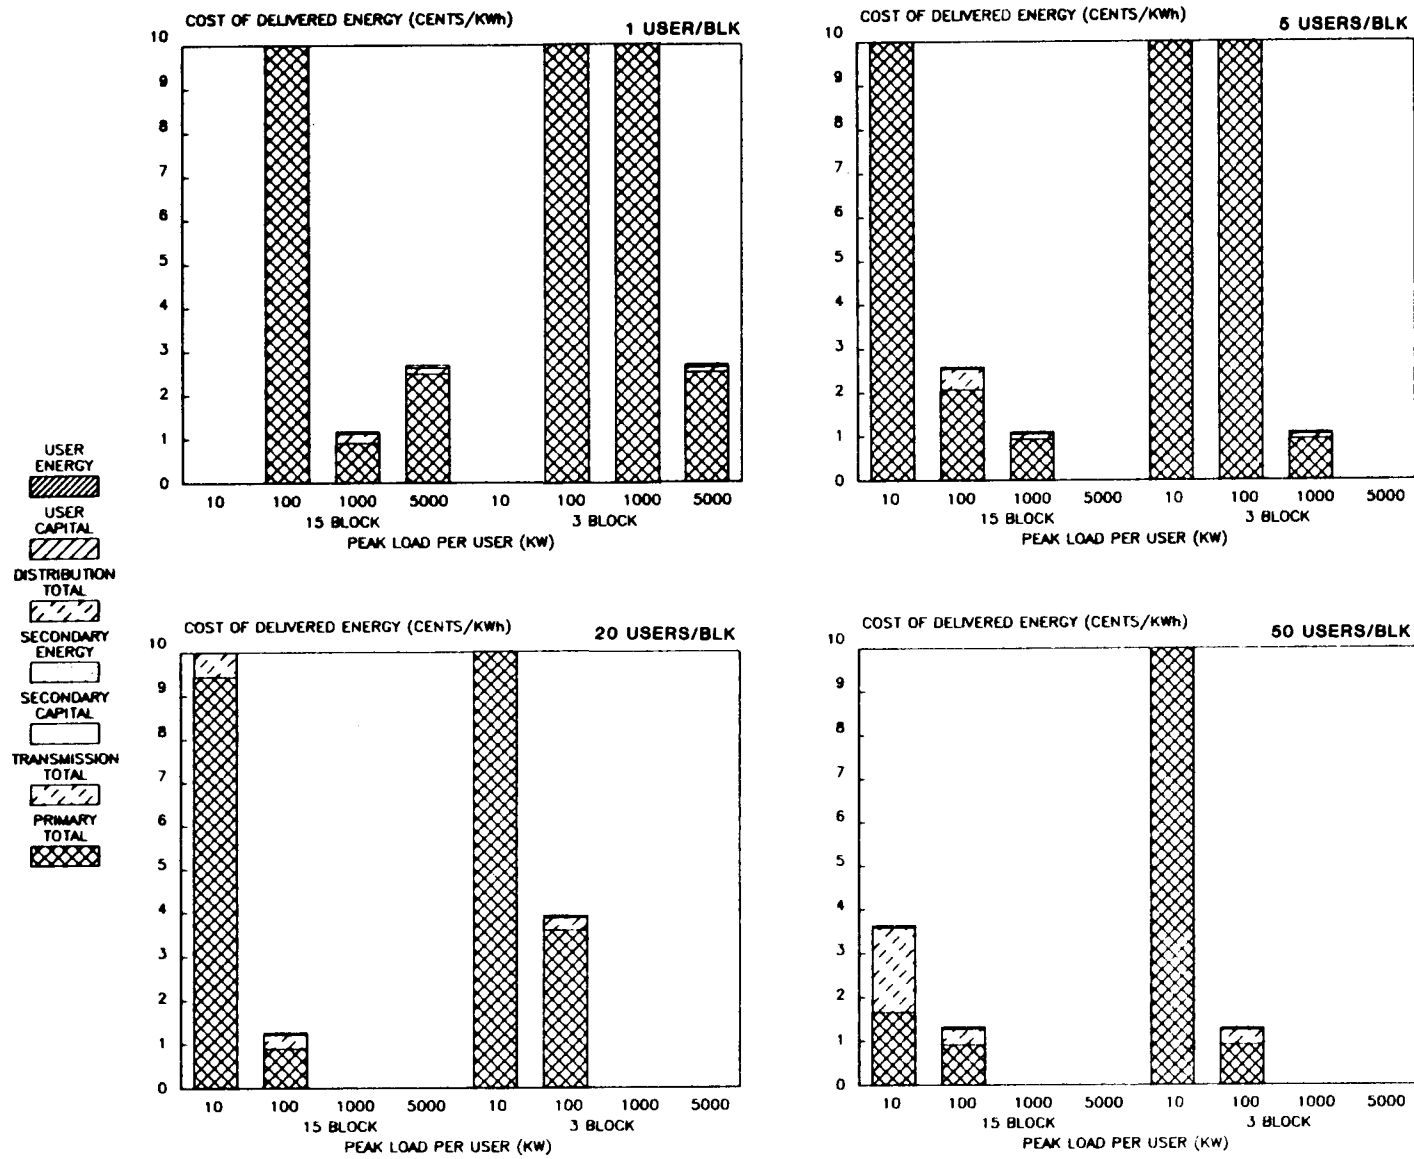 COST OF DELIVERED ENERGY (CENTS/KWh)
1 USER/BLK
10
9
8
7
6
5
4
3
2
1
0
10 100 1000 5000 10 100 1000 5000
15 BLOCK 3 BLOCK
PEAK LOAD PER USER (KW)
COST OF DELIVERED ENERGY (CENTS/KWh)
5 USERS/BLK
10
9
8
7
6
5
4
3
2
1
0
10 100 1000 5000 10 100 1000 5000
15 BLOCK 3 BLOCK
PEAK LOAD PER USER (KW)
USER
ENERGY
USER
CAPITAL
DISTRIBUTION
TOTAL
SECONDARY
ENERGY
SECONDARY
CAPITAL
TRANSMISSION
TOTAL
PRIMARY
TOTAL
COST OF DELIVERED ENERGY (CENTS/KWh)
20 USERS/BLK
10
9
8
7
6
5
4
3
2
1
0
10 100 1000 5000 10 100 1000 5000
15 BLOCK 3 BLOCK
PEAK LOAD PER USER (KW)
COST OF DELIVERED ENERGY (CENTS/KWh)
50 USERS/BLK
10
9
8
7
6
5
4
3
2
1
0
10 100 1000 5000 10 100 1000 5000
15 BLOCK 3 BLOCK
PEAK LOAD PER USER (KW)